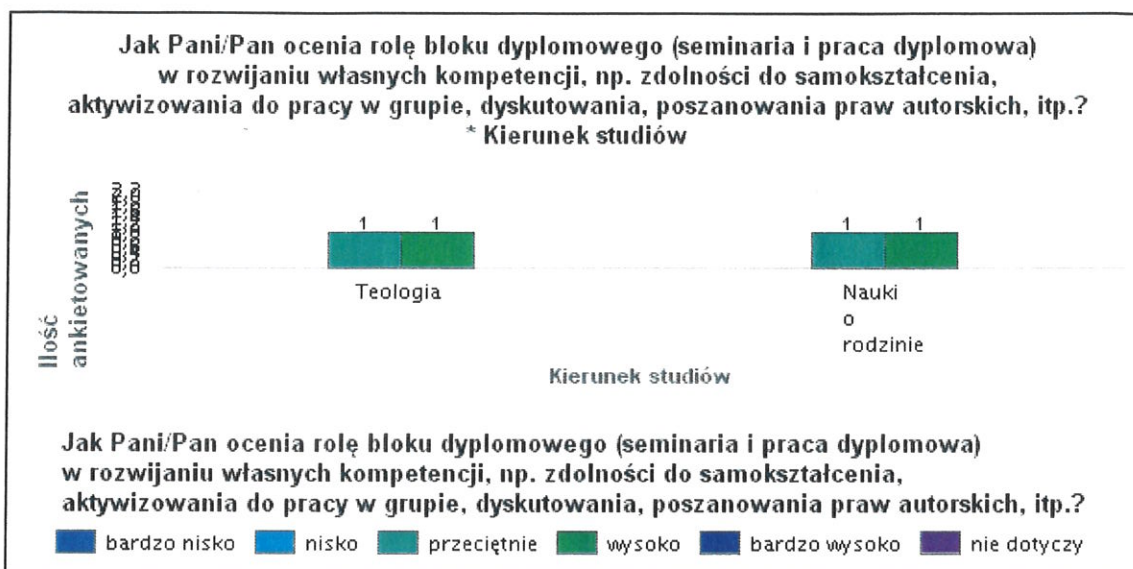 Jak Pani/Pan ocenia rolę bloku dyplomowego (seminaria i praca dyplomowa)
w rozwijaniu własnych kompetencji, np. zdolności do samokształcenia,
aktywizowania do pracy w grupie, dyskutowania, poszanowania praw autorskich, itp.?
* Kierunek studiów
Ilość
ankietowanych
1 1 1 1
Teologia
Nauki
o
rodzinie
Kierunek studiów
Jak Pani/Pan ocenia rolę bloku dyplomowego (seminaria i praca dyplomowa)
w rozwijaniu własnych kompetencji, np. zdolności do samokształcenia,
aktywizowania do pracy w grupie, dyskutowania, poszanowania praw autorskich, itp.?
bardzo nisko nisko przeciętnie wysoko bardzo wysoko nie dotyczy